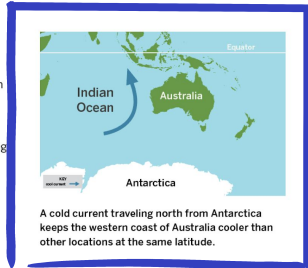 Equator
Indian
Ocean
Australia
KEY
Antarctica
A cold current traveling north from Antarctica
keeps the western coast of Australia cooler than
other locations at the same latitude.